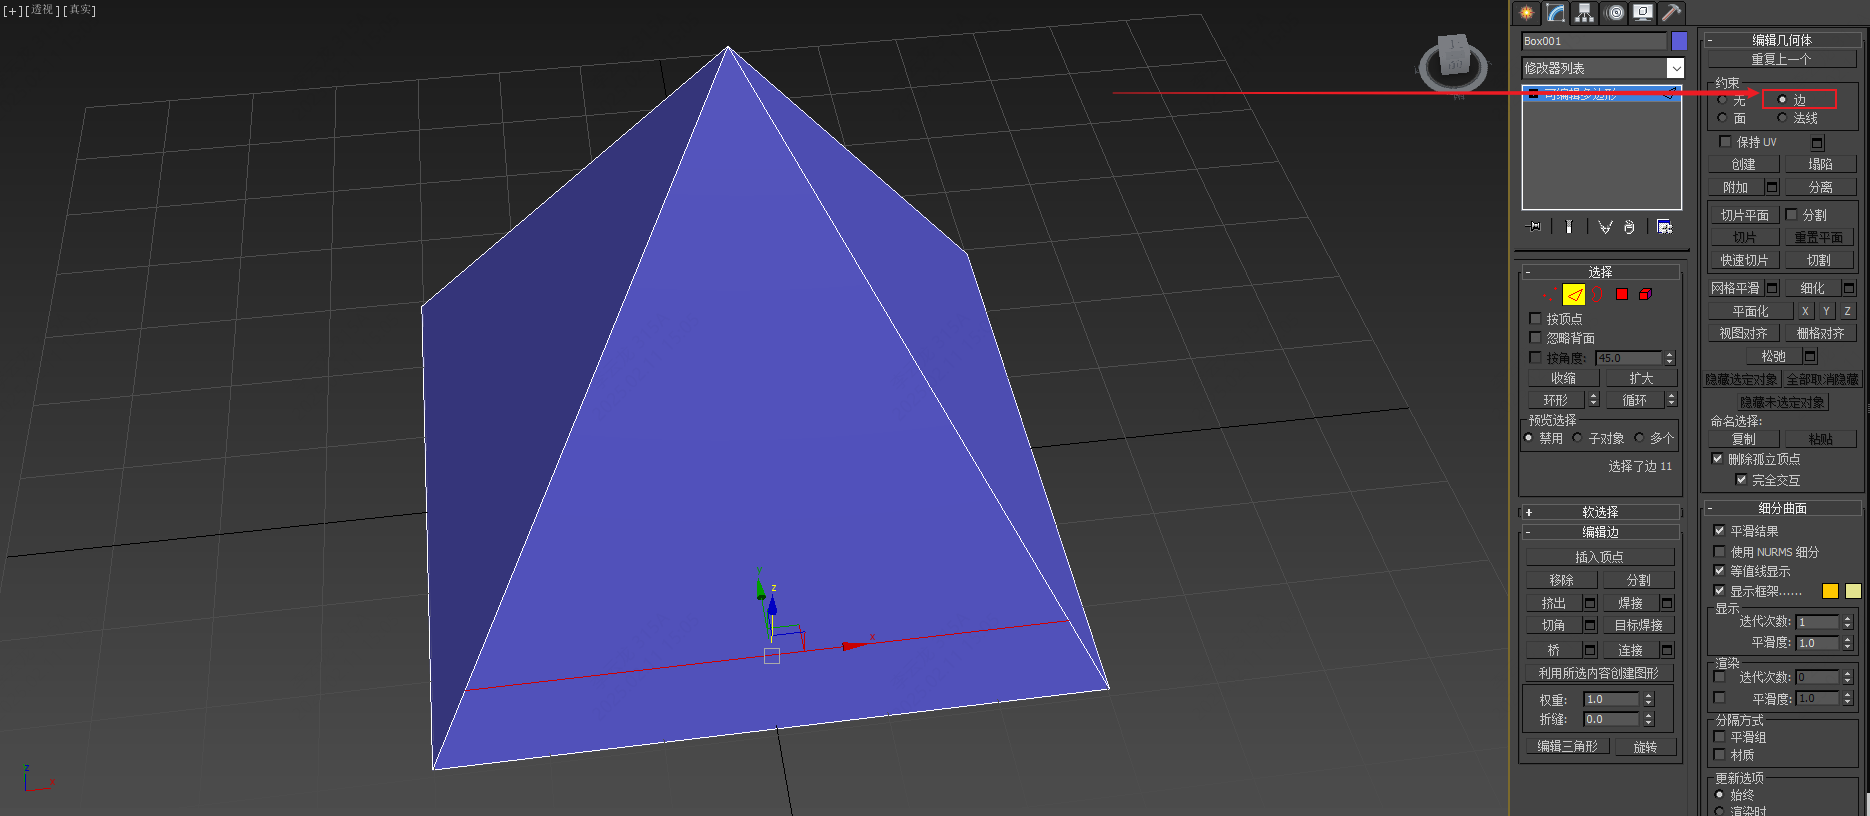 [+][透视][真实]
z
x
z
x
Box001
修改器列表
可编辑多边形
选择
按顶点
忽略背面
按角度: 45.0
收缩 扩大
环形 循环
预览选择
禁用 子对象 多个
选择了边 11
+ 软选择
- 编辑边
插入顶点
移除 分割
挤出 焊接
切角 目标焊接
桥 连接
利用所选内容创建图形
权重: 1.0
折缝: 0.0
编辑三角形 旋转
- 编辑几何体
重复上一个
约束
无 边
面 法线
保持 UV
创建 塌陷
附加 分离
切片平面 分割
切片 重置平面
快速切片 切割
网格平滑 细化
平面化 X Y Z
视图对齐 栅格对齐
松弛
隐藏选定对象 全部取消隐藏
隐藏未选定对象
命名选择:
复制 粘贴
删除孤立顶点
完全交互
- 细分曲面
平滑结果
使用 NURMS 细分
等值线显示
显示框架......
显示
迭代次数: 1
平滑度: 1.0
渲染
迭代次数: 0
平滑度: 1.0
分隔方式
平滑组
材质
更新选项
始终
渲染时